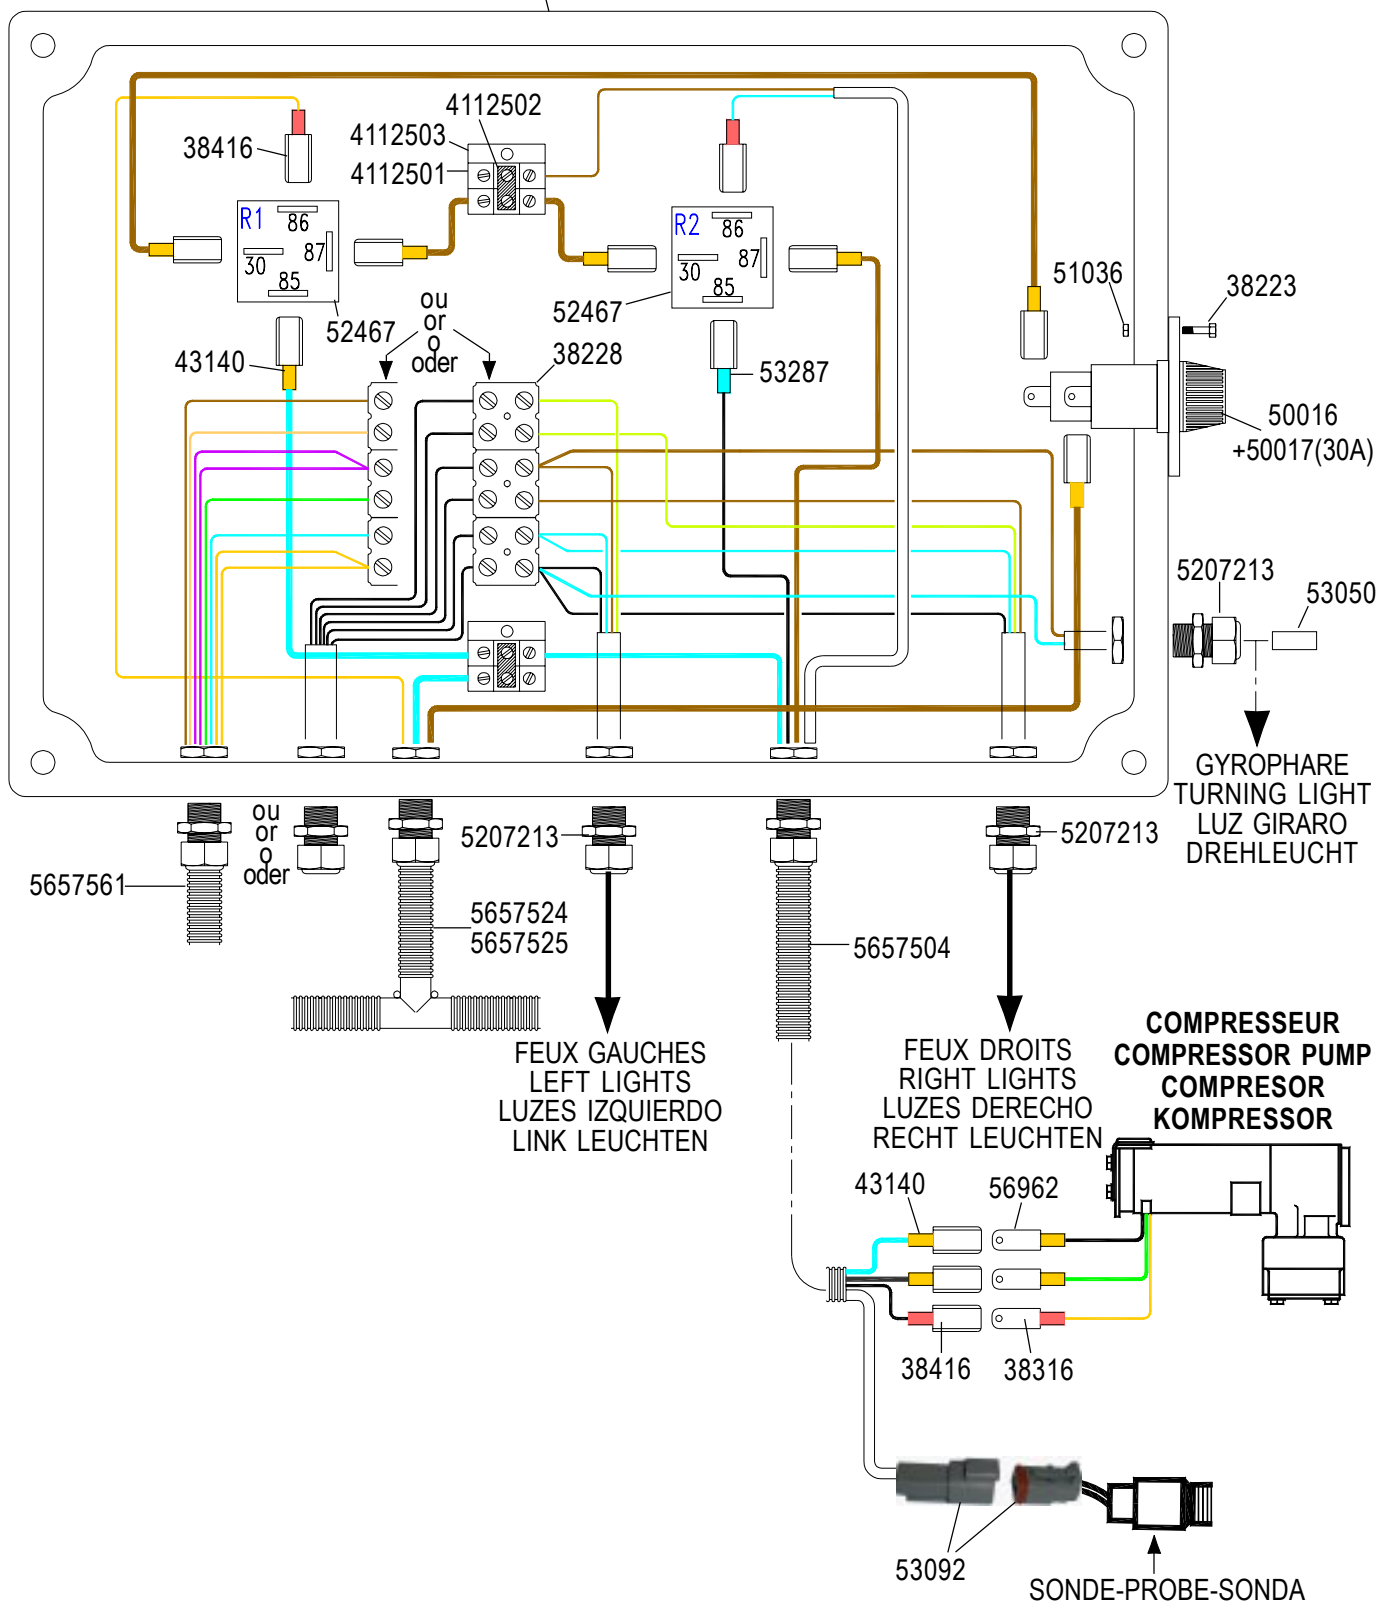 4112502
4112503
38416
4112501
R1
86
87
30
85
R2
86
87
30
85
51036
38223
52467
ou
or
o
oder
52467
43140
38228
53287
50016
+50017(30A)
5207213
53050
GYROPHARE
TURNING LIGHT
LUZ GIRARO
DREHLEUCHT
ou
or
o
oder
5207213
5207213
5657561
5657524
5657525
5657504
FEUX GAUCHES
LEFT LIGHTS
LUZES IZQUIERDO
LINK LEUCHTEN
FEUX DROITS
RIGHT LIGHTS
LUZES DERECHO
RECHT LEUCHTEN
COMPRESSEUR
COMPRESSOR PUMP
COMPRESOR
KOMPRESSOR
43140
56962
38416
38316
53092
SONDE-PROBE-SONDA